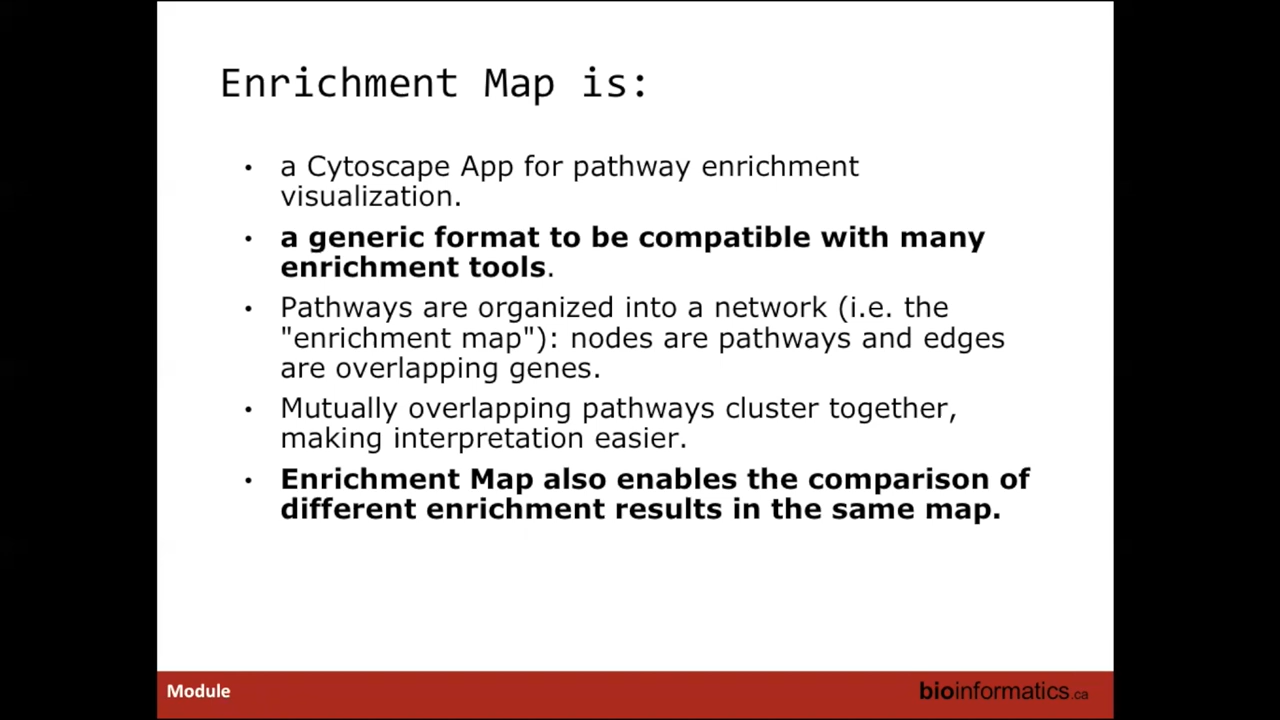 Enrichment Map is:
• a Cytoscape App for pathway enrichment
visualization.
• a generic format to be compatible with many
enrichment tools.
• Pathways are organized into a network (i.e. the
"enrichment map"): nodes are pathways and edges
are overlapping genes.
• Mutually overlapping pathways cluster together,
making interpretation easier.
• Enrichment Map also enables the comparison of
different enrichment results in the same map.
Module
bioinformatics.ca